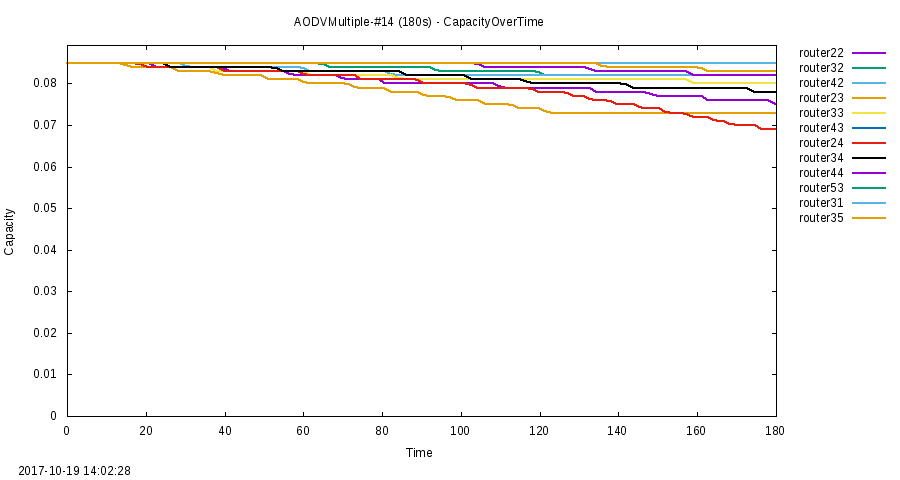 AODVMultiple-#14 (180s) - CapacityOverTime
router22
router32
router42
router23
router33
router43
router24
router34
router44
router53
router31
router35
0.08
0.07
0.06
0.05
0.04
0.03
0.02
0.01
0
Capacity
0 20 40 60 80 100 120 140 160 180
Time
2017-10-19 14:02:28